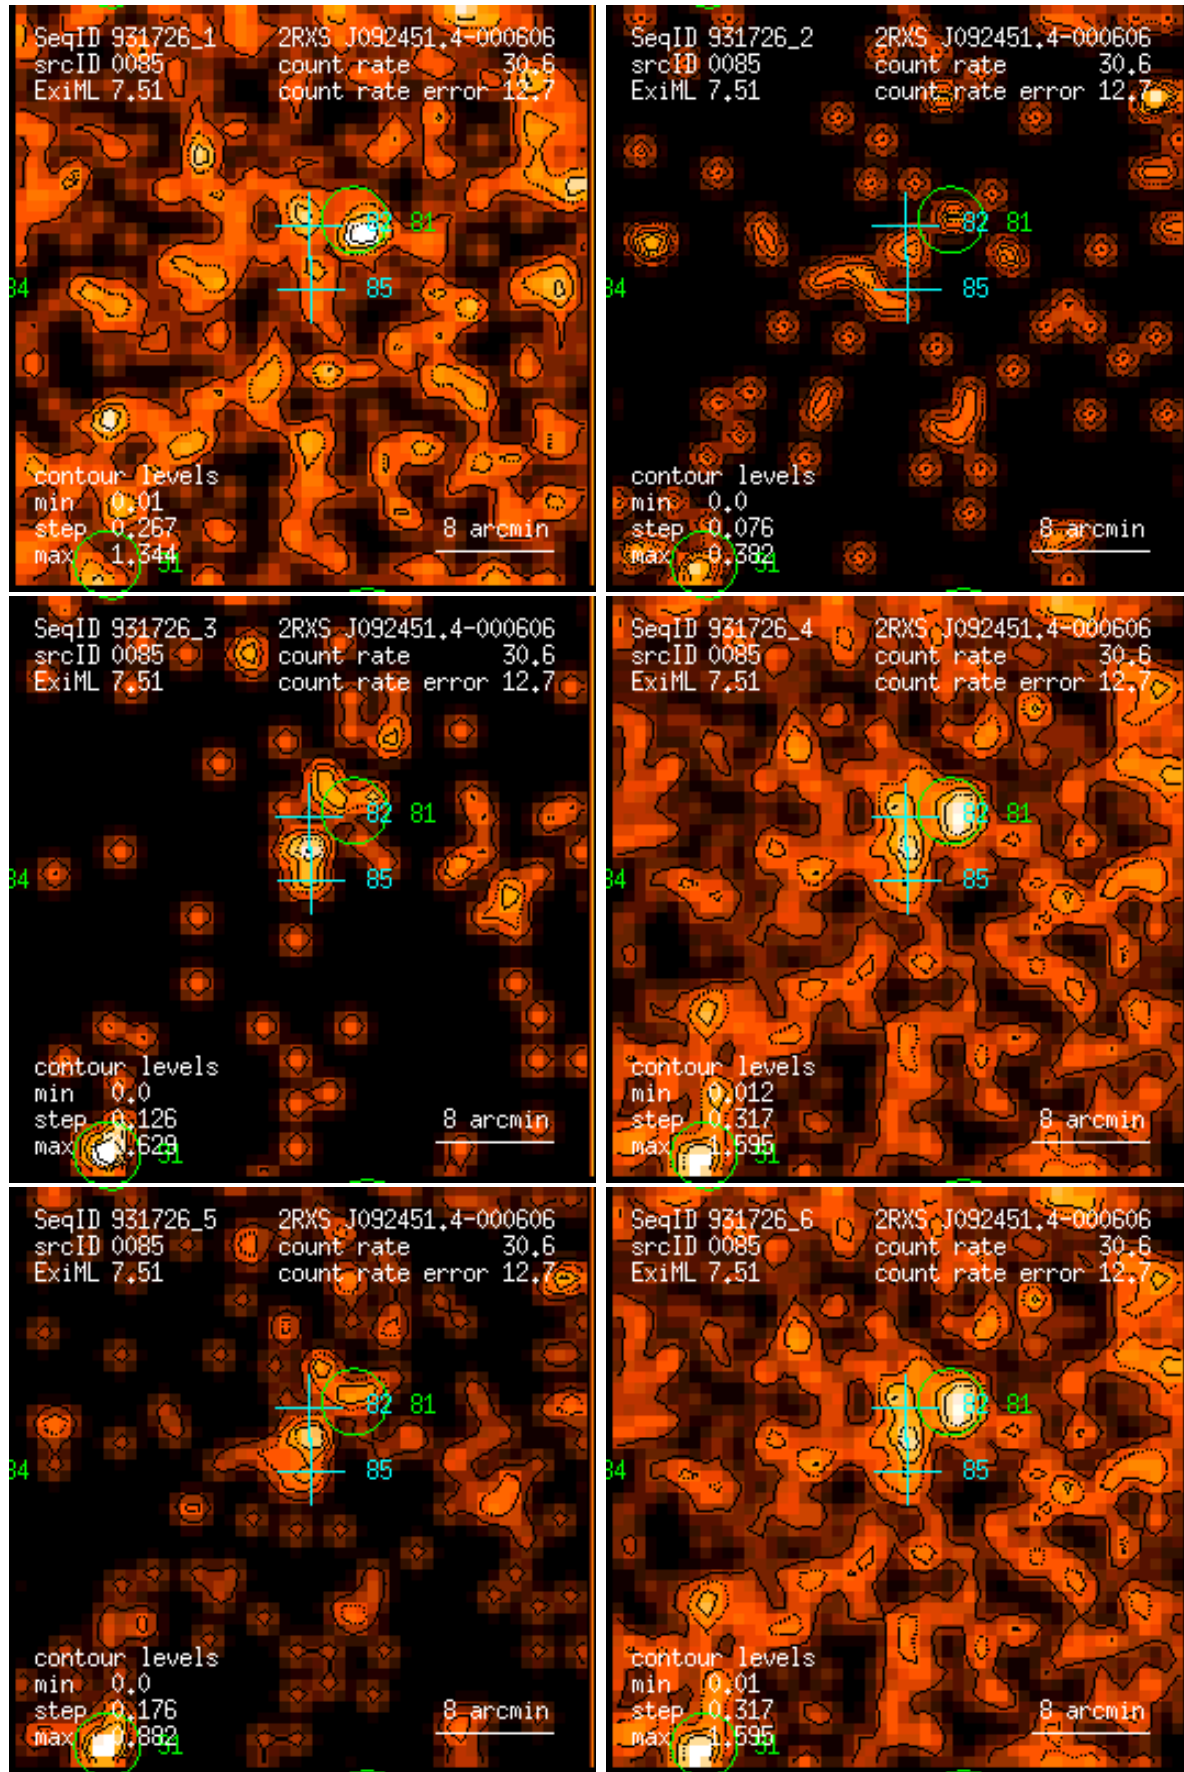 SeqID 931726_1 2RXS J092451.4-000606
srcID 0085 count rate 30.6
ExiML 7.51 count rate error 12.7
82 81
84 85
contour levels
min 0.01
step 0.267
max 1.344
8 arcmin
91
SeqID 931726_2 2RXS J092451.4-000606
srcID 0085 count rate 30.6
ExiML 7.51 count rate error 12.7
82 81
84 85
contour levels
min 0.0
step 0.076
max 0.382
8 arcmin
91
SeqID 931726_3 2RXS J092451.4-000606
srcID 0085 count rate 30.6
ExiML 7.51 count rate error 12.7
82 81
84 85
contour levels
min 0.0
step 0.126
max 0.629
8 arcmin
91
SeqID 931726_4 2RXS J092451.4-000606
srcID 0085 count rate 30.6
ExiML 7.51 count rate error 12.7
82 81
84 85
contour levels
min 0.012
step 0.317
max 1.595
8 arcmin
91
SeqID 931726_5 2RXS J092451.4-000606
srcID 0085 count rate 30.6
ExiML 7.51 count rate error 12.7
82 81
84 85
contour levels
min 0.0
step 0.176
max 0.882
8 arcmin
91
SeqID 931726_6 2RXS J092451.4-000606
srcID 0085 count rate 30.6
ExiML 7.51 count rate error 12.7
82 81
84 85
contour levels
min 0.01
step 0.317
max 1.595
8 arcmin
91